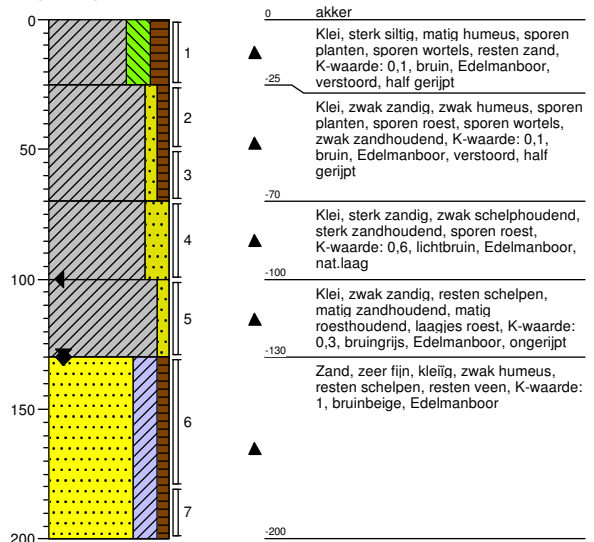 0
akker
0
Klei, sterk siltig, matig humeus, sporen
planten, sporen wortels, resten zand,
K-waarde: 0,1, bruin, Edelmanboor,
verstoord, half gerijpt
1
-25
Klei, zwak zandig, zwak humeus, sporen
planten, sporen roest, sporen wortels,
zwak zandhoudend, K-waarde: 0,1,
bruin, Edelmanboor, verstoord, half
gerijpt
2
50
3
-70
Klei, sterk zandig, zwak schelphoudend,
sterk zandhoudend, sporen roest,
K-waarde: 0,6, lichtbruin, Edelmanboor,
nat.laag
4
100
-100
Klei, zwak zandig, resten schelpen,
matig zandhoudend, matig
roesthoudend, laagjes roest, K-waarde:
0,3, bruingrijs, Edelmanboor, ongerijpt
5
-130
Zand, zeer fijn, kleiïg, zwak humeus,
resten schelpen, resten veen, K-waarde:
1, bruinbeige, Edelmanboor
150
6
7
200
-200